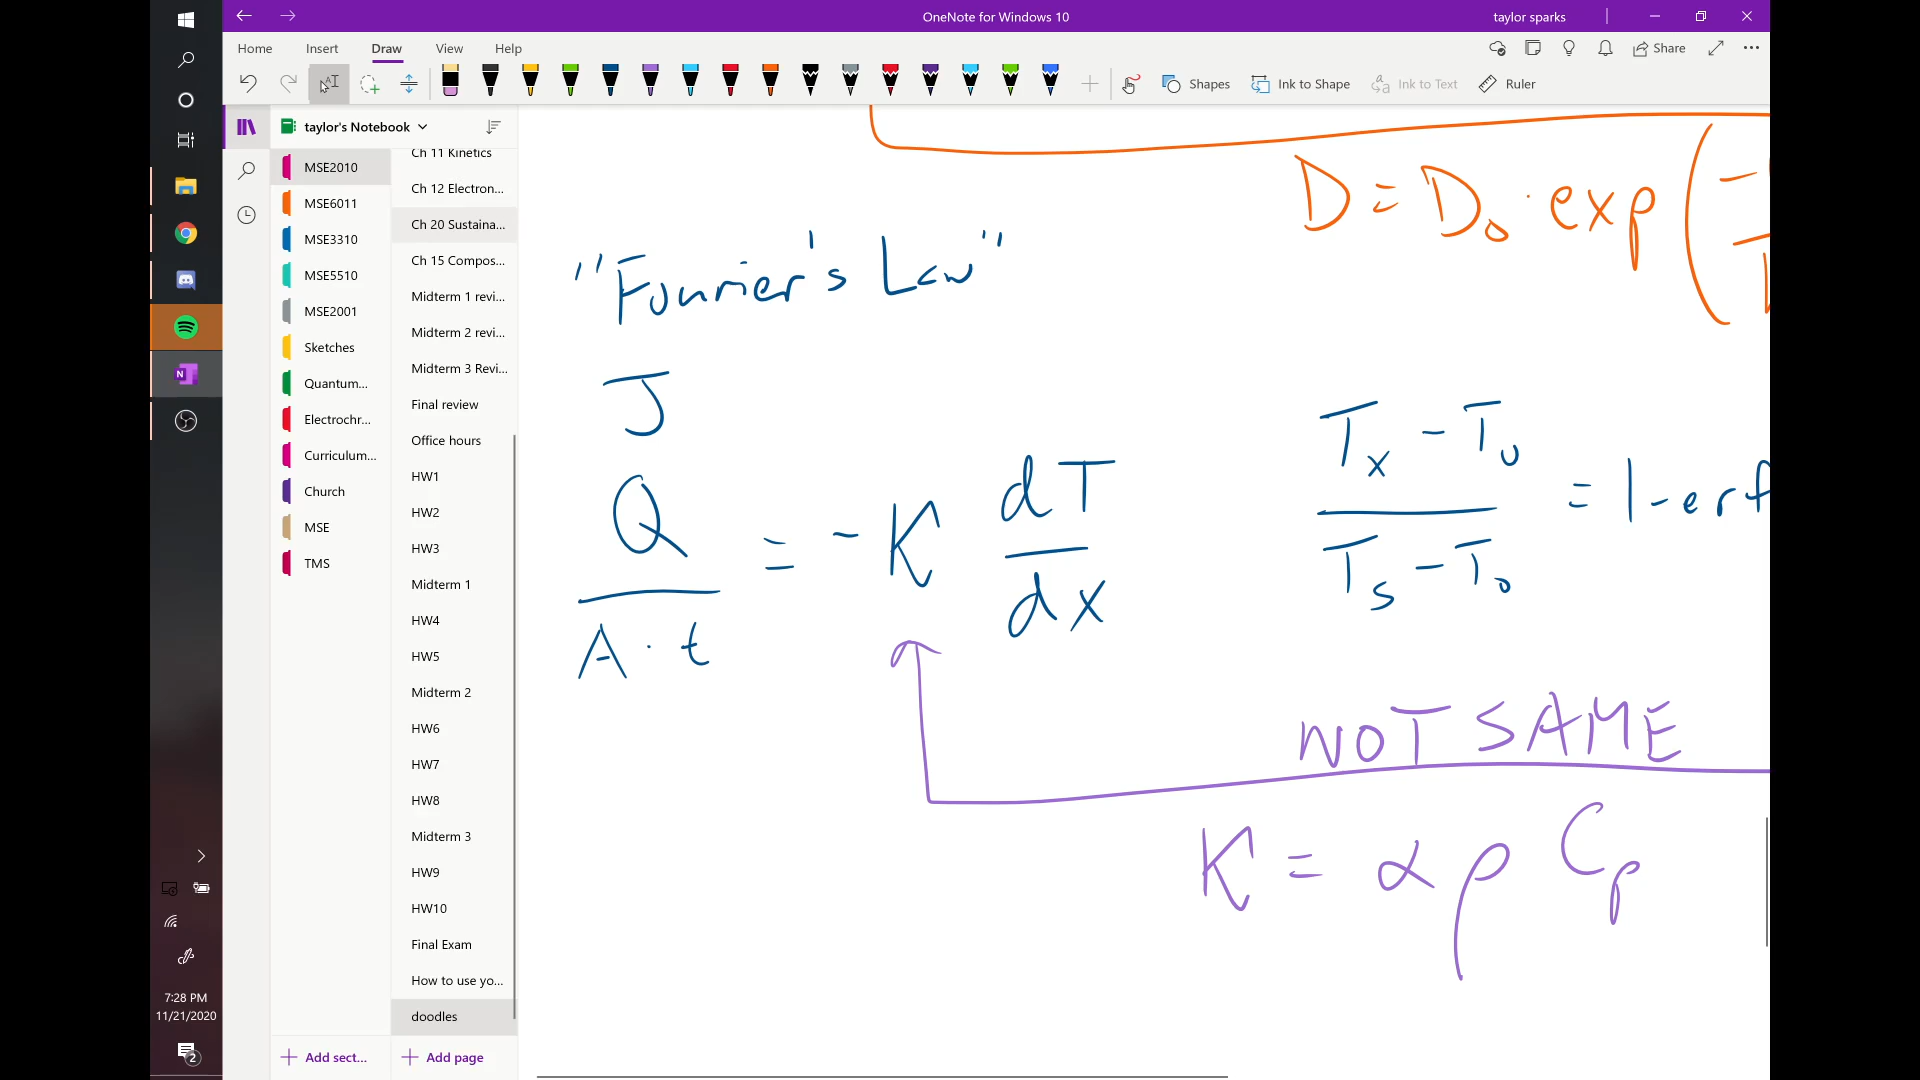 OneNote for Windows 10
taylor sparks
Home Insert Draw View Help
Share
Shapes Ink to Shape Ink to Text Ruler
taylor's Notebook
MSE2010
MSE6011
MSE3310
MSE5510
MSE2001
Sketches
Quantum...
Electrochr...
Curriculum...
Church
MSE
TMS
Add sect...
Ch 11 Kinetics
Ch 12 Electron...
Ch 20 Sustaina...
Ch 15 Compos...
Midterm 1 revi...
Midterm 2 revi...
Midterm 3 Revi...
Final review
Office hours
HW1
HW2
HW3
Midterm 1
HW4
HW5
Midterm 2
HW6
HW7
HW8
Midterm 3
HW9
HW10
Final Exam
How to use yo...
doodles
Add page
D = D₀ · exp ( -
"Fourier's Law"
J
Q / A · t = - K dT / dx
Tx - T₀ / Ts - T₀ = 1 - erf
NOT SAME
K = α ρ Cp
7:28 PM
11/21/2020
2